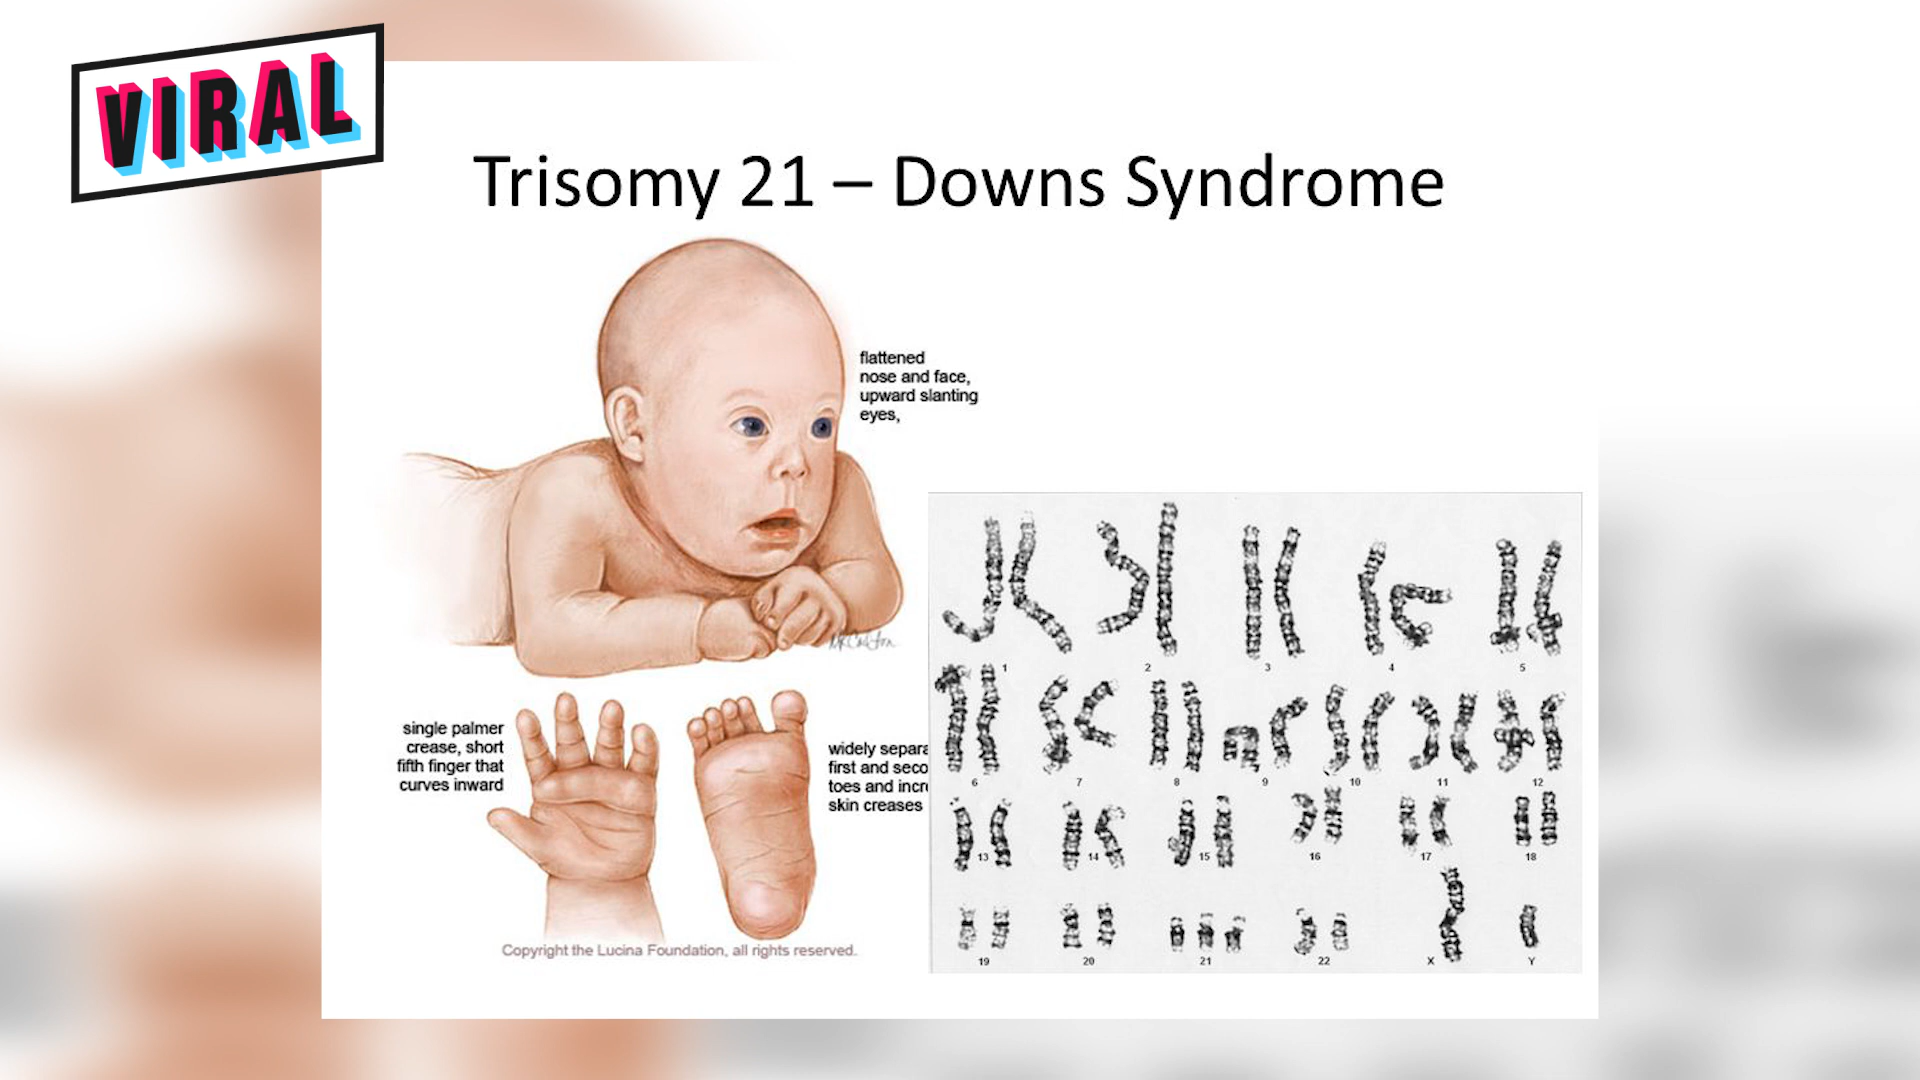 VIRAL
Trisomy 21 – Downs Syndrome
flattened
nose and face,
upward slanting
eyes,
single palmer
crease, short
fifth finger that
curves inward
widely separa
first and seco
toes and incr
skin creases
Copyright the Lucina Foundation, all rights reserved.
1 2 3 4 5
6 7 8 9 10 11 12
13 14 15 16 17 18
19 20 21 22 X Y